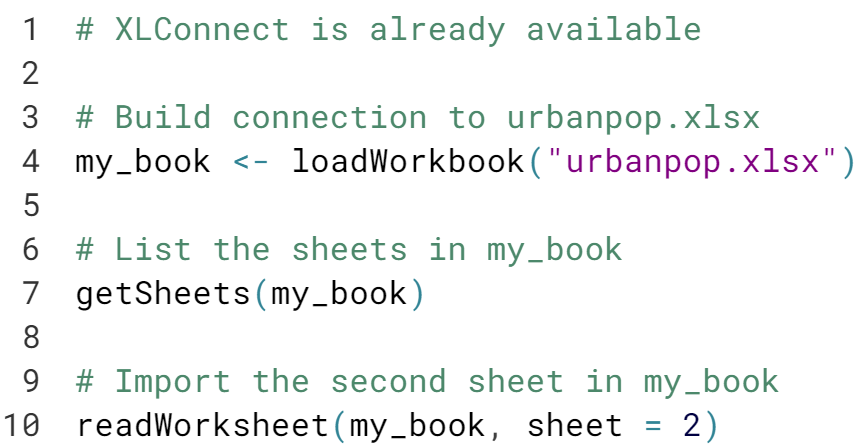 1 # XLConnect is already available
2
3 # Build connection to urbanpop.xlsx
4 my_book <- loadWorkbook("urbanpop.xlsx")
5
6 # List the sheets in my_book
7 getSheets(my_book)
8
9 # Import the second sheet in my_book
10 readWorksheet(my_book, sheet = 2)